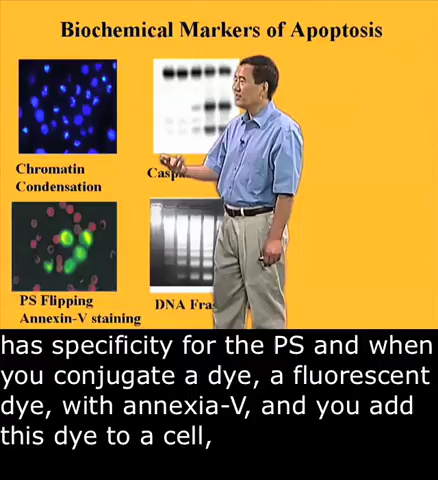 Biochemical Markers of Apoptosis
Chromatin
Condensation
PS Flipping
Annexin-V staining
DNA
has specificity for the PS and when
you conjugate a dye, a fluorescent
dye, with annexia-V, and you add
this dye to a cell,